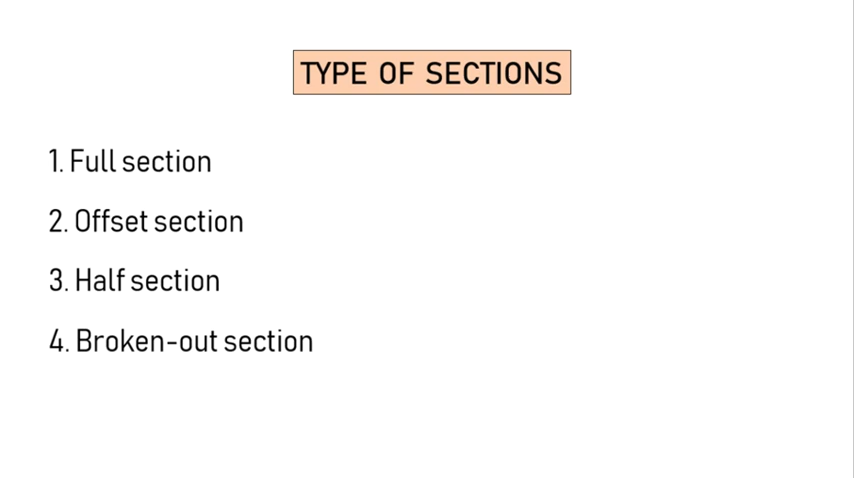 TYPE OF SECTIONS
1. Full section
2. Offset section
3. Half section
4. Broken-out section